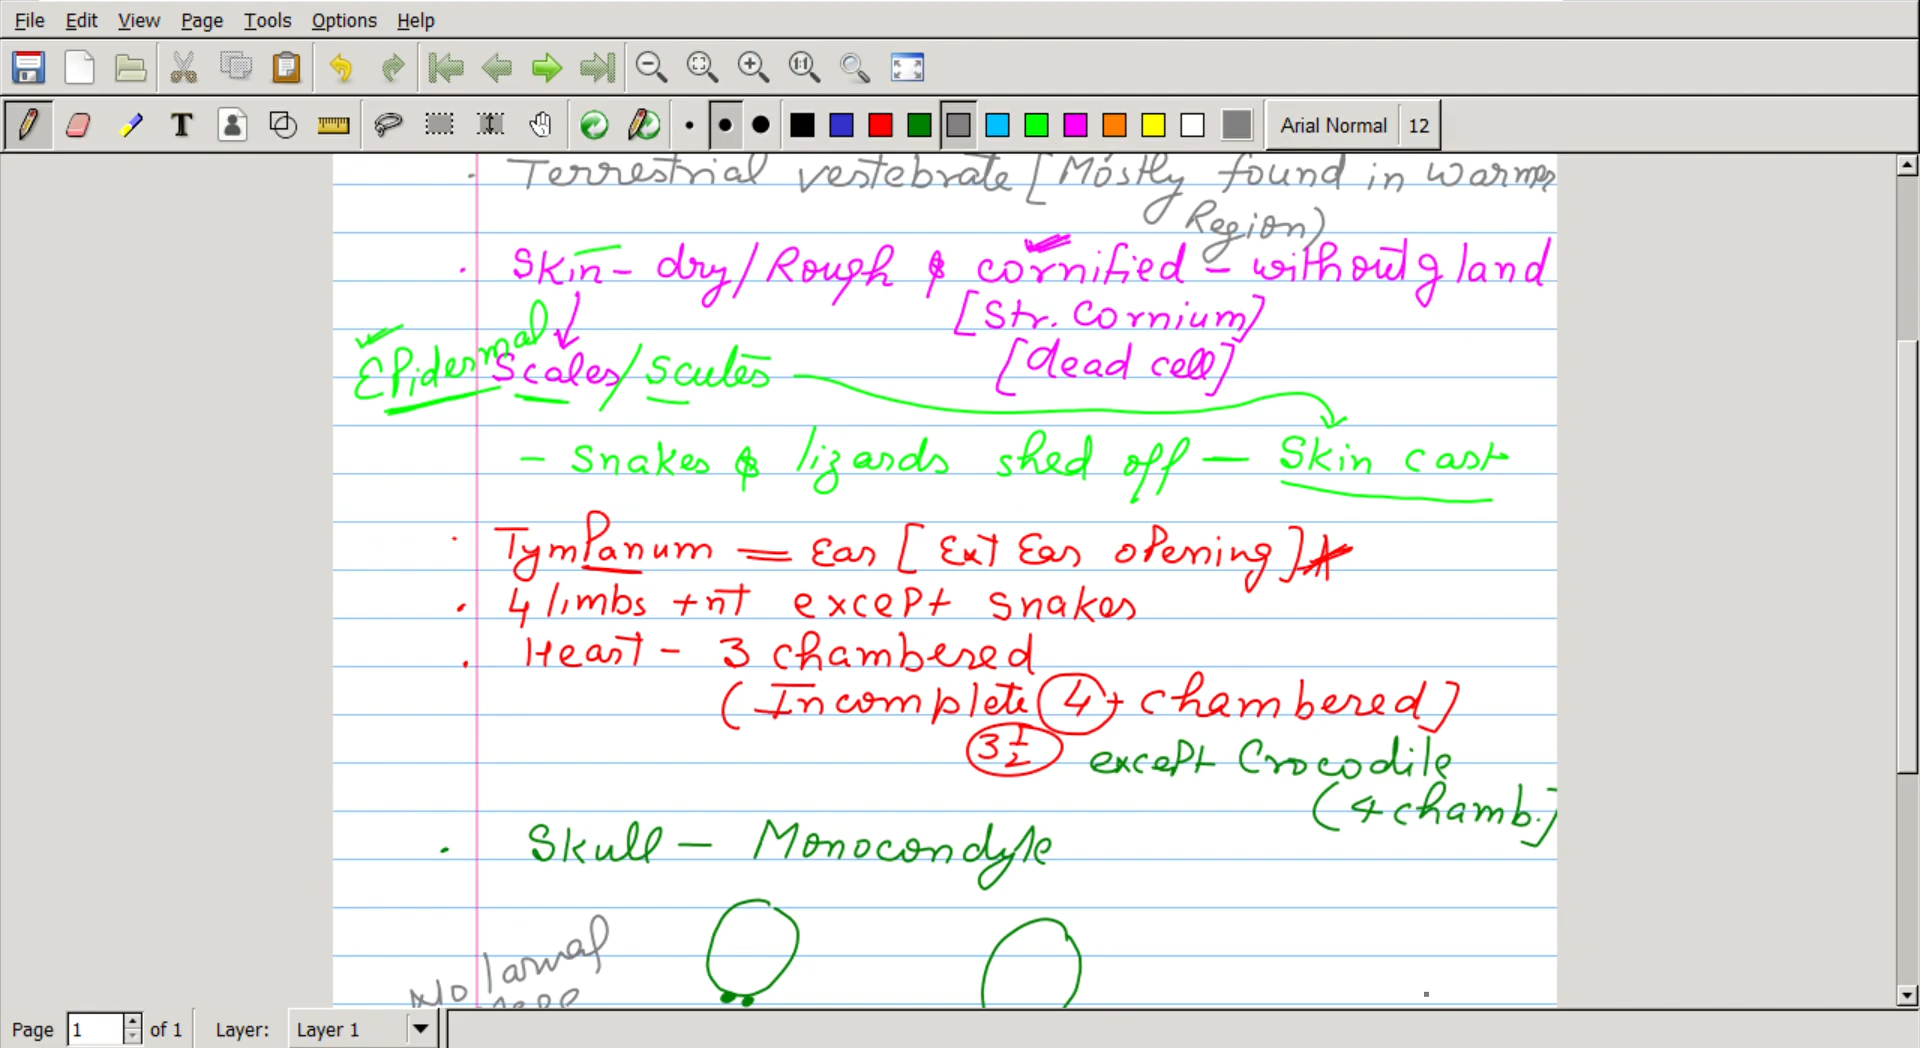 File Edit View Page Tools Options Help
Arial Normal 12
· Terrestrial vestebrate [Mostly found in warmer
Region)
· Skin - dry/Rough & cornified - without gland
[Str. Cornium]
[dead cell]
Epidermal Scales/scutes
- Snakes & lizards shed off - Skin cast
· Tympanum = Ear [Ext Ear opening]*
· 4 limbs +nt except snakes
· Heart - 3 chambered
(Incomplete 4 chambered]
3 1/2 except Crocodile
(4 chamb.]
· Skull - Monocondyle
No larval
Page 1 of 1 Layer: Layer 1